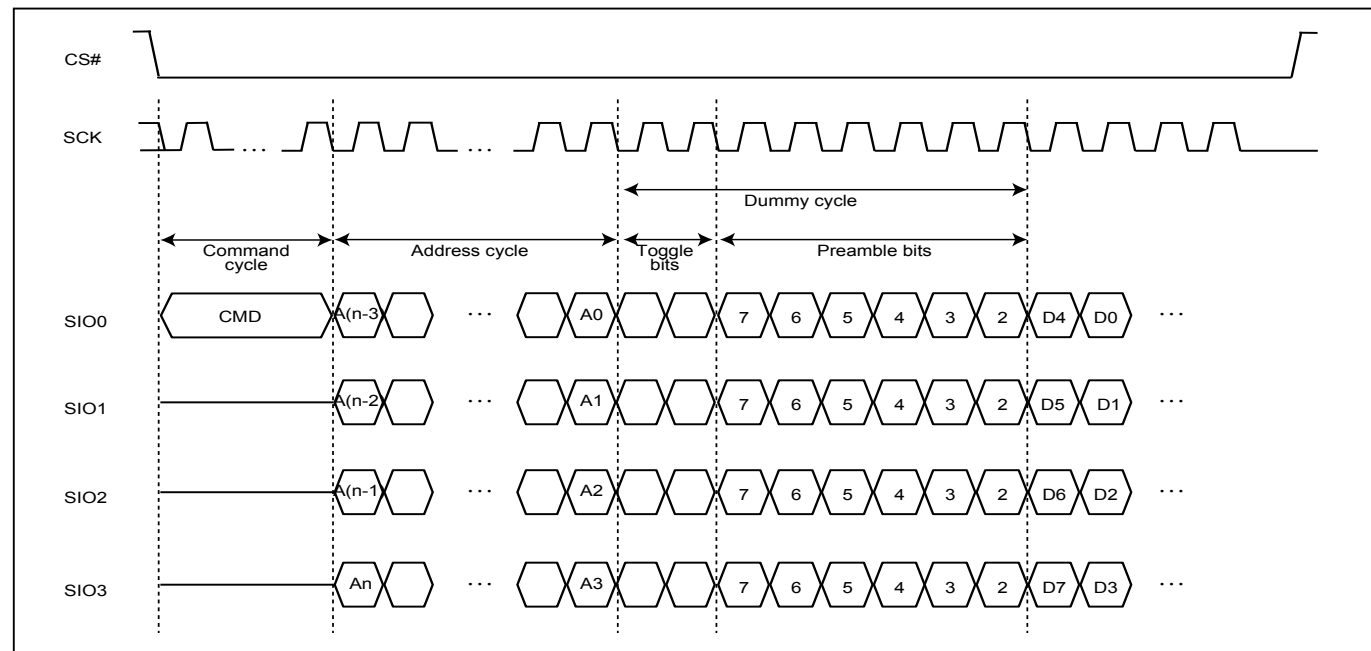 CS#
SCK ... ...
Dummy cycle
Command cycle Address cycle Toggle bits Preamble bits
SIO0 CMD A(n-3) ... A0 7 6 5 4 3 2 D4 D0 ...
SIO1 A(n-2) ... A1 7 6 5 4 3 2 D5 D1 ...
SIO2 A(n-1) ... A2 7 6 5 4 3 2 D6 D2 ...
SIO3 An ... A3 7 6 5 4 3 2 D7 D3 ...